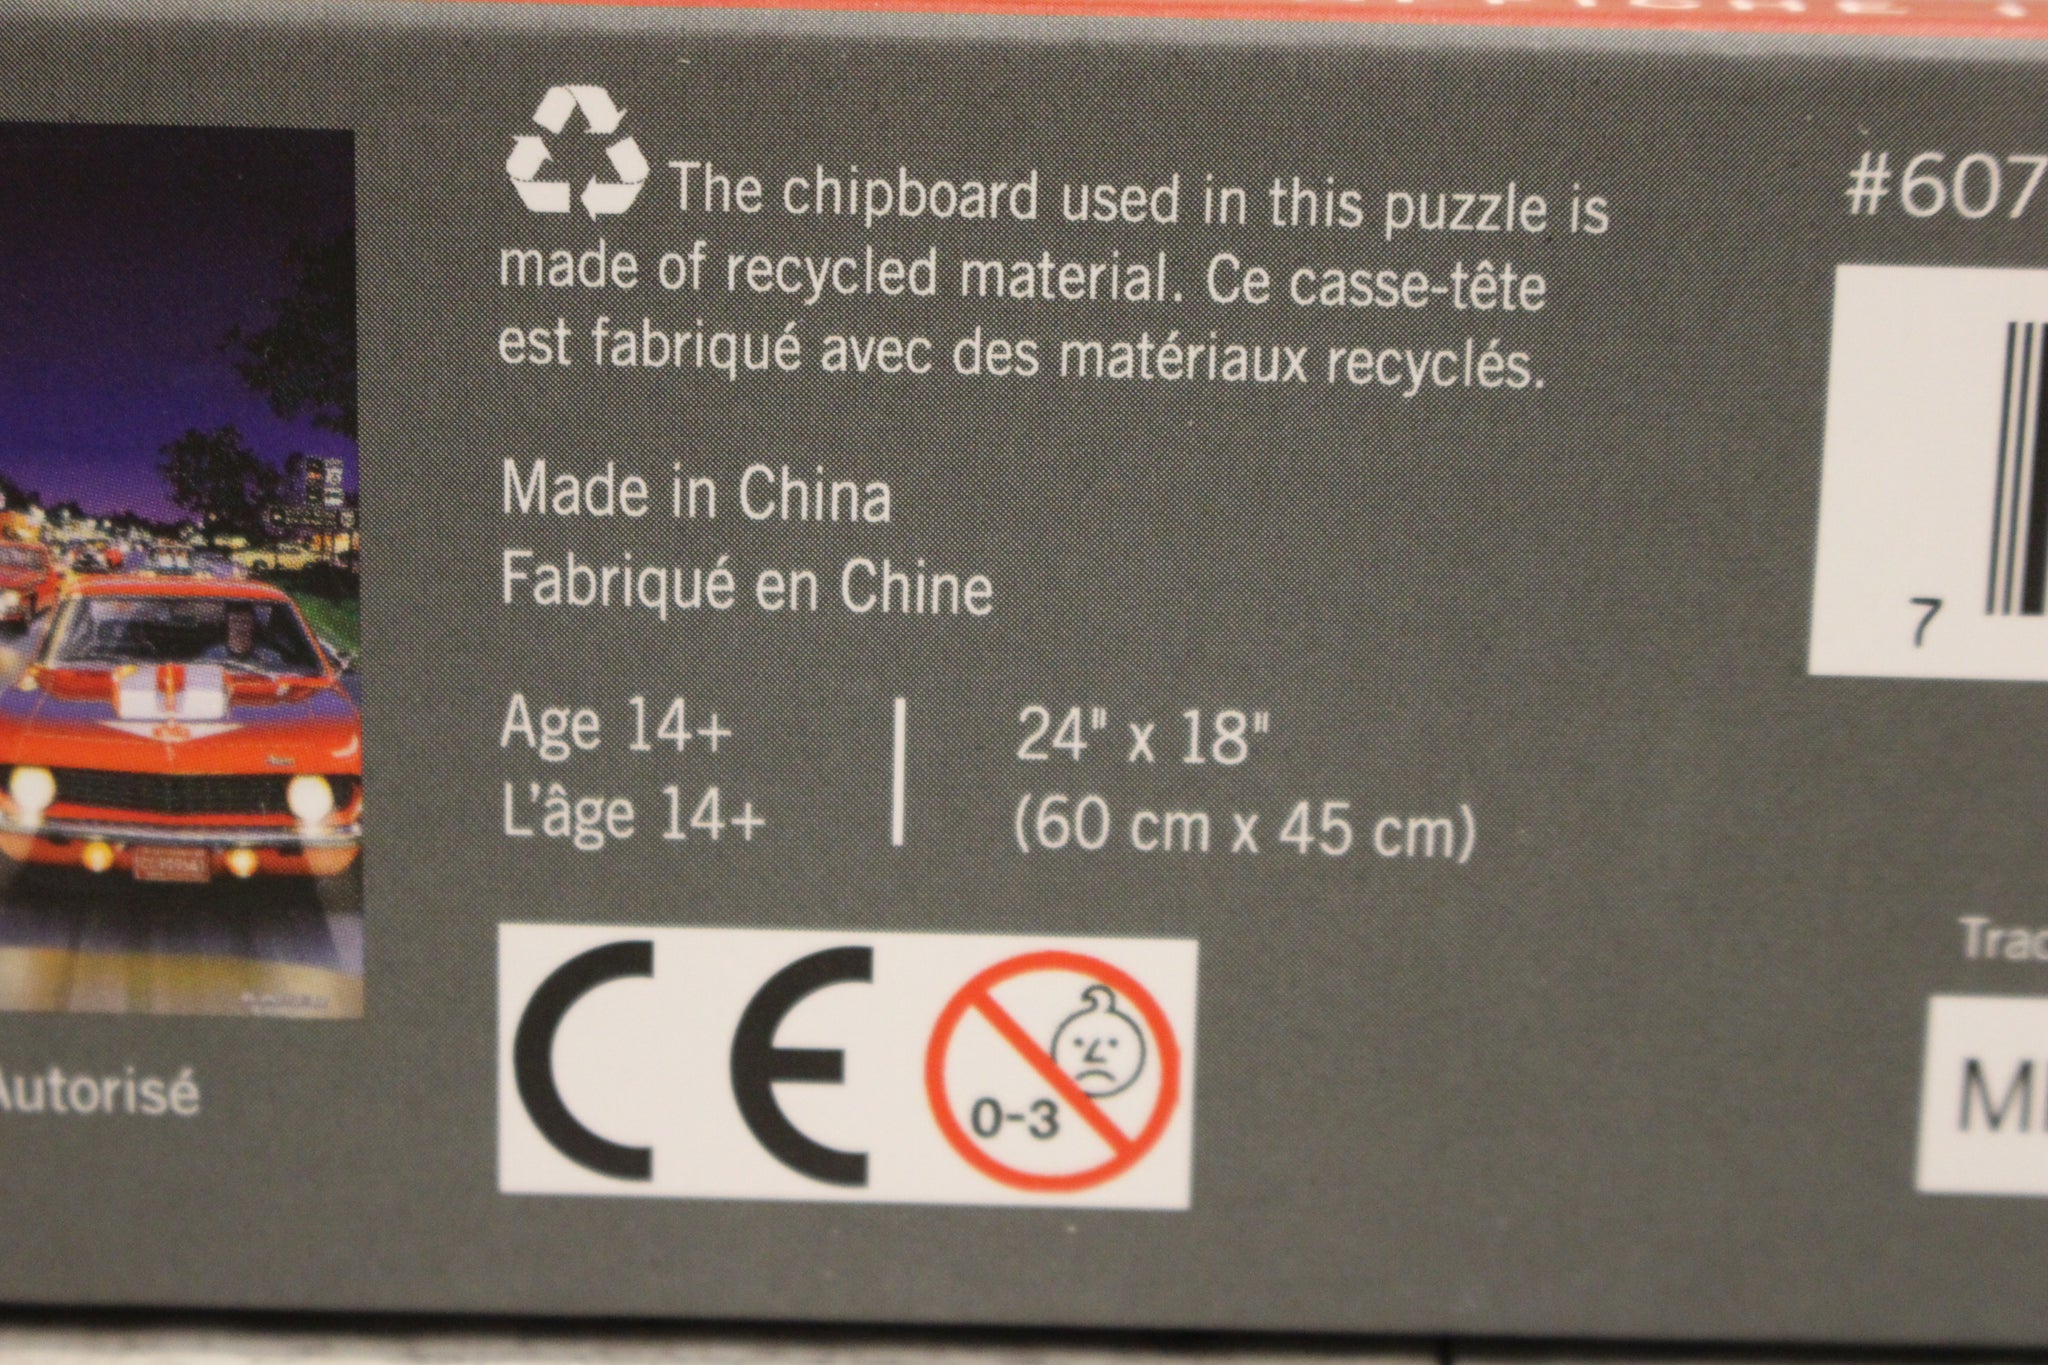 The chipboard used in this puzzle is
made of recycled material. Ce casse-tête
est fabriqué avec des matériaux recyclés.
Made in China
Fabriqué en Chine
Age 14+
L'âge 14+
24" x 18"
(60 cm x 45 cm)
CE
0-3
Autorisé
#607
7
Trad